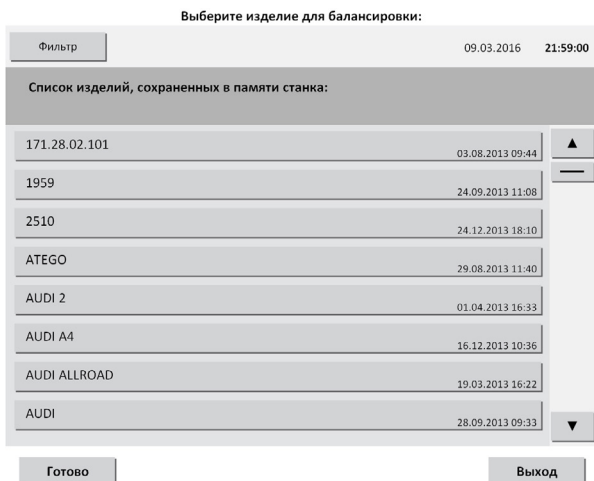 Выберите изделие для балансировки:
Фильтр 09.03.2016 21:59:00
Список изделий, сохраненных в памяти станка:
171.28.02.101 03.08.2013 09:44
1959 24.09.2013 11:08
2510 24.12.2013 18:10
ATEGO 29.08.2013 11:40
AUDI 2 01.04.2013 16:33
AUDI A4 16.12.2013 10:36
AUDI ALLROAD 19.03.2013 16:22
AUDI 28.09.2013 09:33
Готово Выход